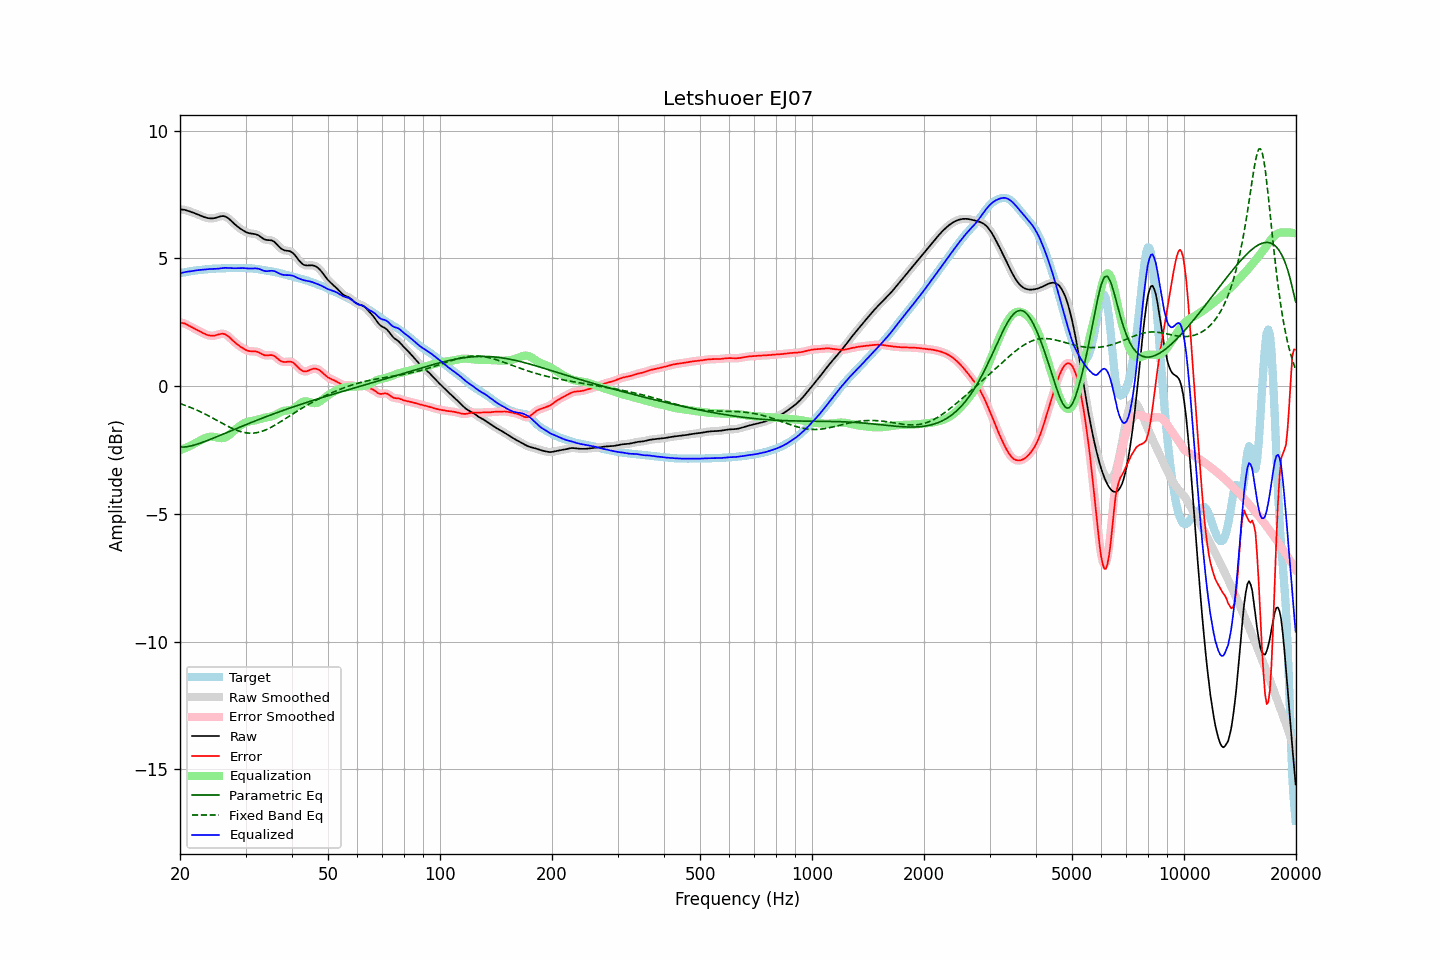 Letshuoer EJ07
10
5
0
−5
−10
−15
Amplitude (dBr)
Target
Raw Smoothed
Error Smoothed
Raw
Error
Equalization
Parametric Eq
Fixed Band Eq
Equalized
20 50 100 200 500 1000 2000 5000 10000 20000
Frequency (Hz)